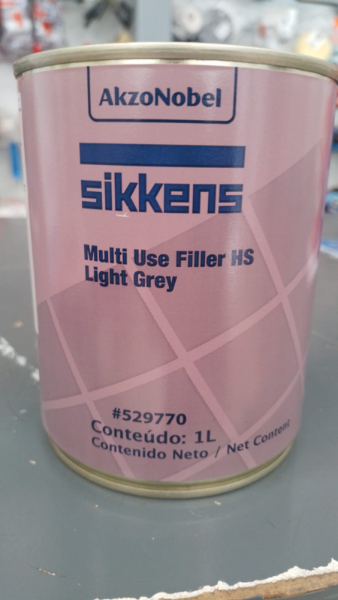 AkzoNobel
sikkens
Multi Use Filler HS
Light Grey
#529770
Conteúdo: 1L
Contenido Neto / Net Content